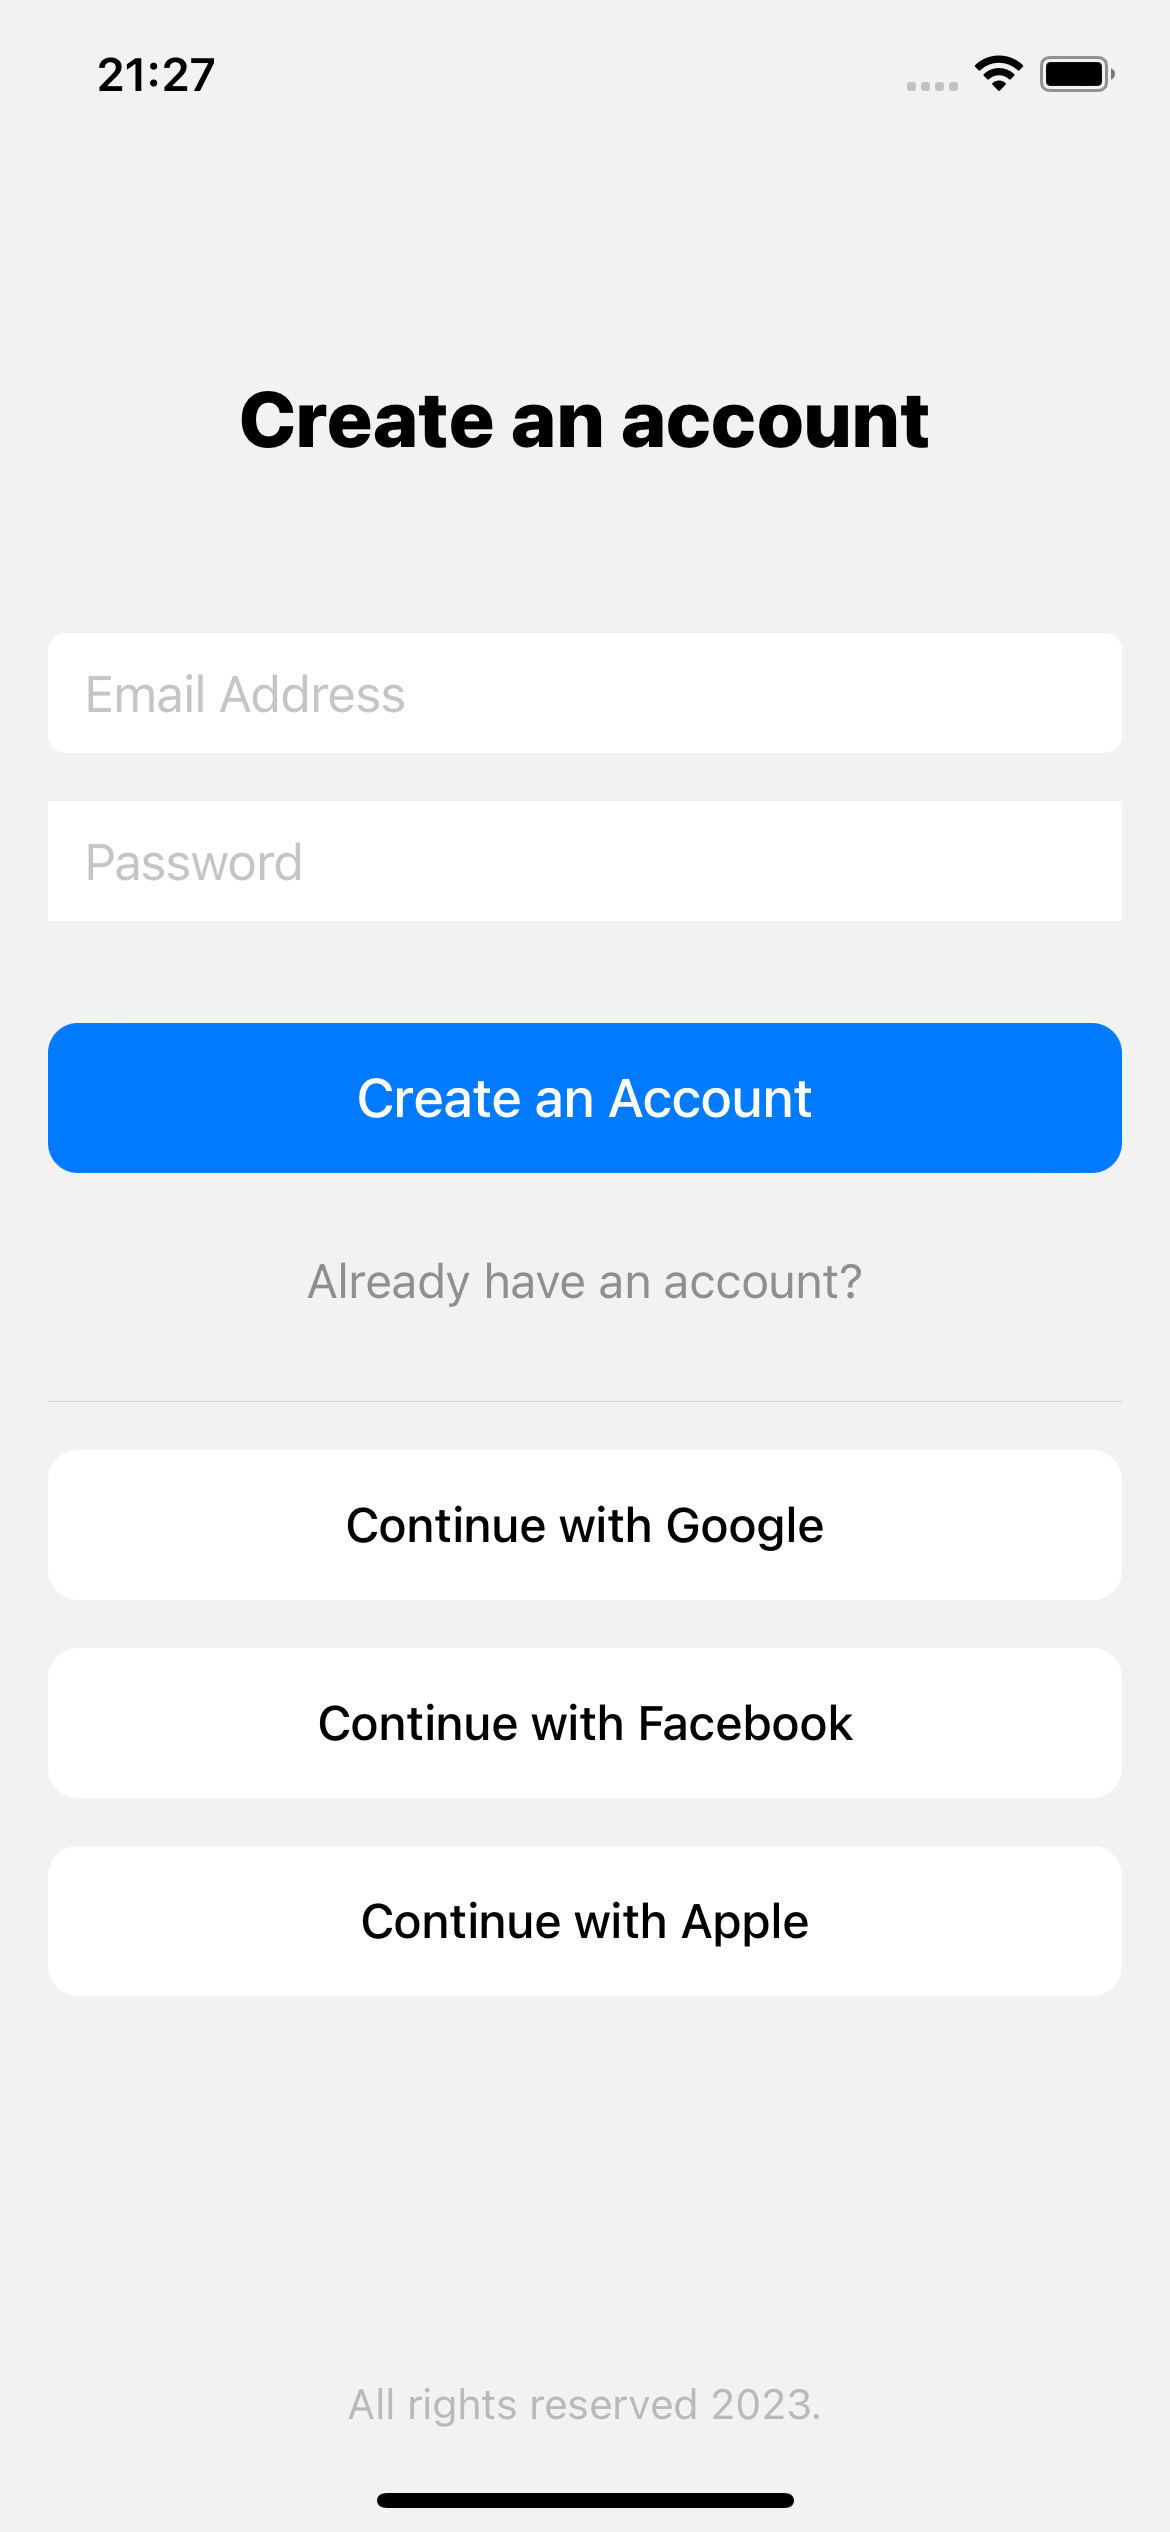 21:27
Create an account
Email Address
Password
Create an Account
Already have an account?
Continue with Google
Continue with Facebook
Continue with Apple
All rights reserved 2023.